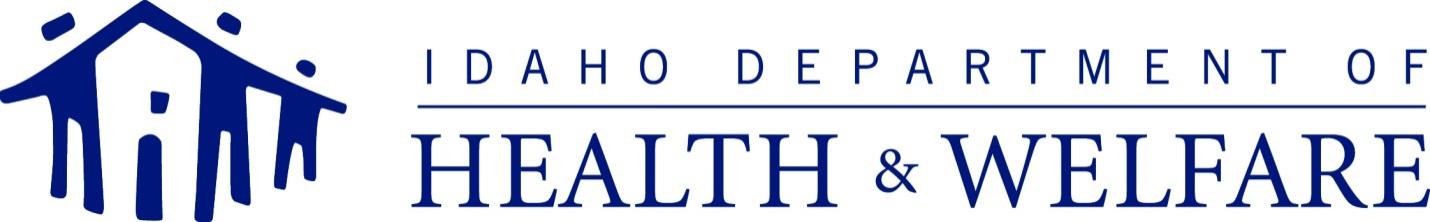 IDAHO DEPARTMENT OF
HEALTH & WELFARE